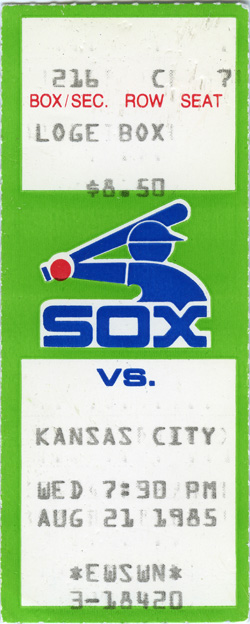 216 C 7
BOX/SEC. ROW SEAT
LOGE BOX
$8.50
SOX
VS.
KANSAS CITY
WED 7:30 PM
AUG 21 1985
*EWSWN*
3-18420